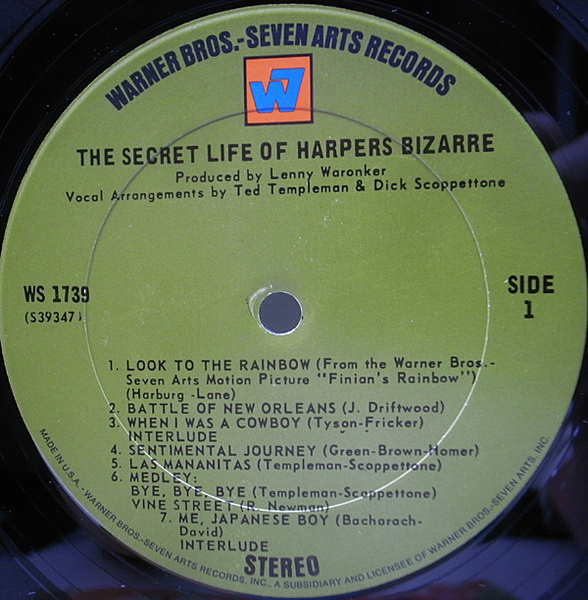 WARNER BROS.-SEVEN ARTS RECORDS
W7
THE SECRET LIFE OF HARPERS BIZARRE
Produced by Lenny Waronker
Vocal Arrangements by Ted Templeman & Dick Scoppettone
WS 1739
(S39347)
SIDE
1
1. LOOK TO THE RAINBOW (From the Warner Bros.-
Seven Arts Motion Picture "Finian's Rainbow")
(Harburg -Lane)
2. BATTLE OF NEW ORLEANS (J. Driftwood)
3. WHEN I WAS A COWBOY (Tyson-Fricker)
INTERLUDE
4. SENTIMENTAL JOURNEY (Green-Brown-Homer)
5. LAS MANANITAS (Templeman-Scoppettone)
6. MEDLEY:
BYE, BYE, BYE (Templeman-Scoppettone)
VINE STREET (R. Newman)
7. ME, JAPANESE BOY (Bacharach-
David)
INTERLUDE
STEREO
MADE IN U.S.A. - WARNER BROS.-SEVEN ARTS RECORDS, INC., A SUBSIDIARY AND LICENSEE OF WARNER BROS.-SEVEN ARTS, INC.